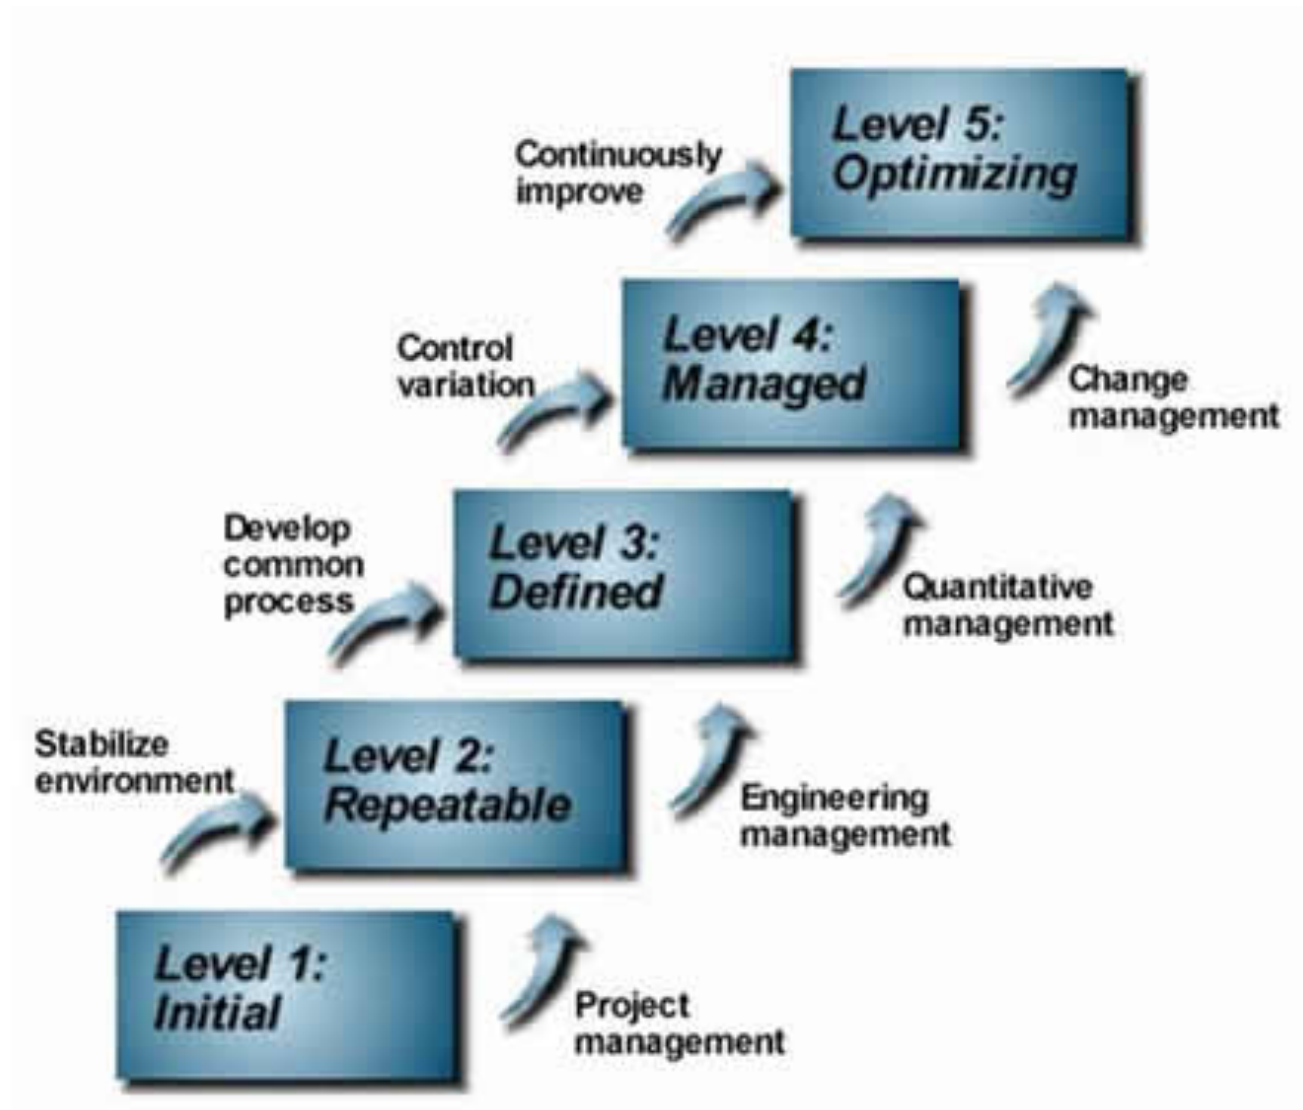 Level 5:
Optimizing
Continuously
improve
Level 4:
Managed
Control
variation
Change
management
Level 3:
Defined
Develop
common
process
Quantitative
management
Level 2:
Repeatable
Stabilize
environment
Engineering
management
Level 1:
Initial
Project
management